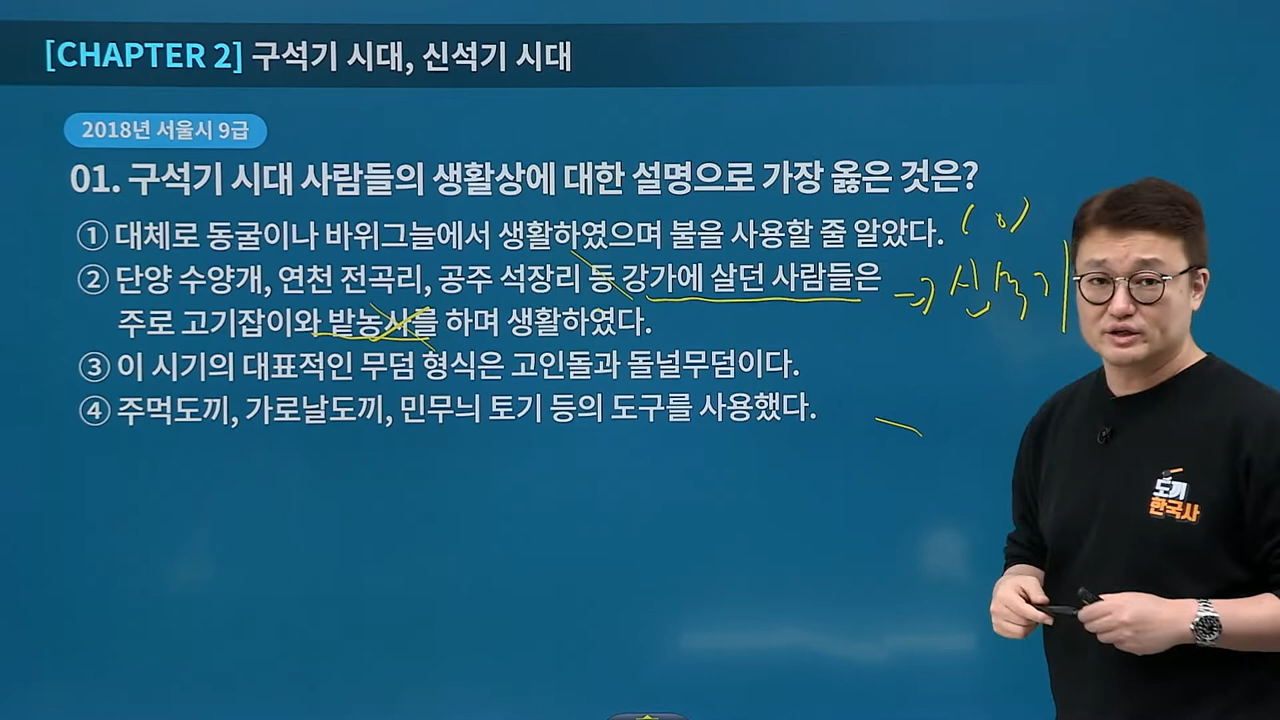 [CHAPTER 2] 구석기 시대, 신석기 시대
2018년 서울시 9급
01. 구석기 시대 사람들의 생활상에 대한 설명으로 가장 옳은 것은?
① 대체로 동굴이나 바위그늘에서 생활하였으며 불을 사용할 줄 알았다. (0)
② 단양 수양개, 연천 전곡리, 공주 석장리 등 강가에 살던 사람들은 → 신석기
주로 고기잡이와 밭농사를 하며 생활하였다.
③ 이 시기의 대표적인 무덤 형식은 고인돌과 돌널무덤이다.
④ 주먹도끼, 가로날도끼, 민무늬 토기 등의 도구를 사용했다.
도끼
한국사